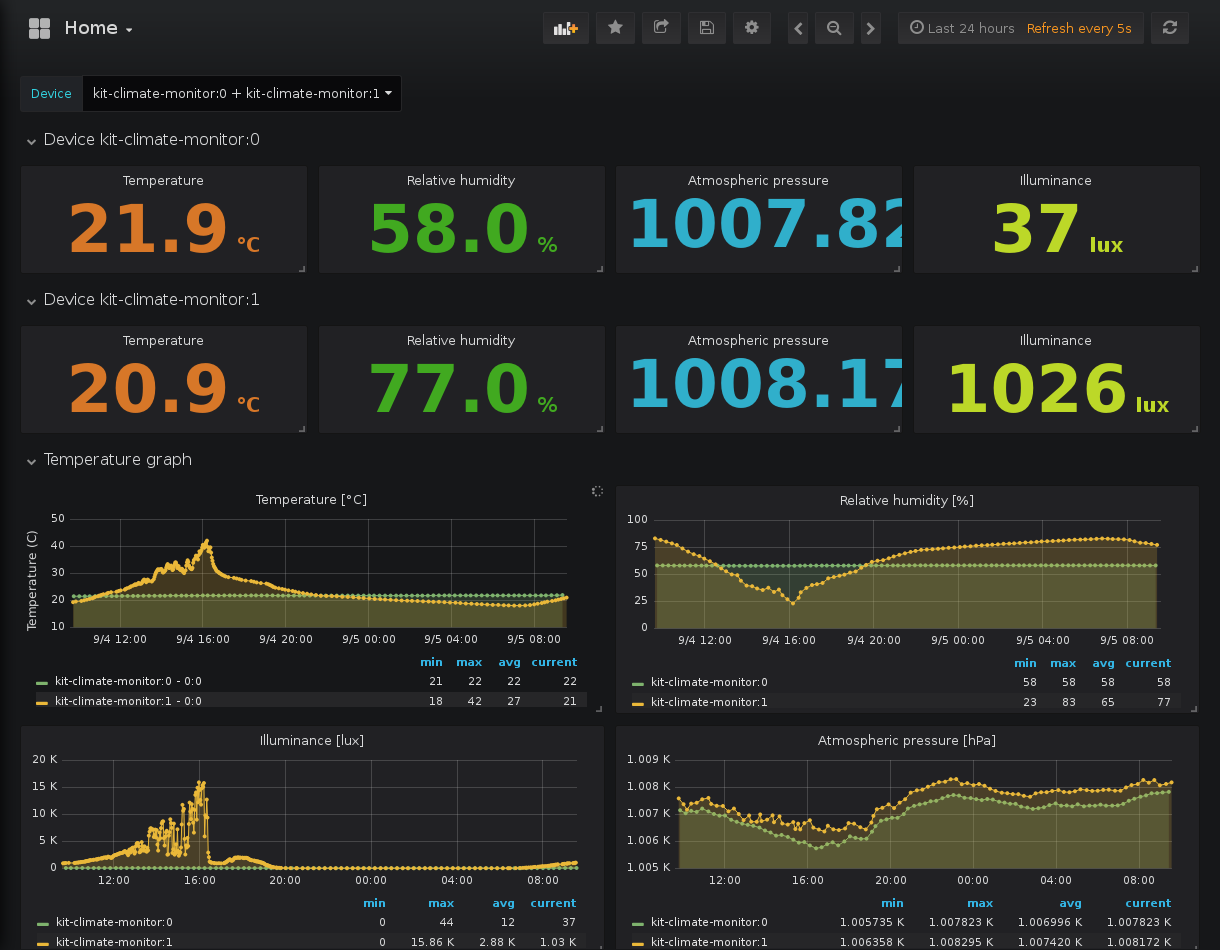 Home
Last 24 hours Refresh every 5s
Device kit-climate-monitor:0 + kit-climate-monitor:1
Device kit-climate-monitor:0
Temperature Relative humidity Atmospheric pressure Illuminance
21.9 °C 58.0 % 1007.82 37 lux
Device kit-climate-monitor:1
Temperature Relative humidity Atmospheric pressure Illuminance
20.9 °C 77.0 % 1008.17 1026 lux
Temperature graph
Temperature [°C]
Temperature (C)
50
40
30
20
10
9/4 12:00 9/4 16:00 9/4 20:00 9/5 00:00 9/5 04:00 9/5 08:00
min max avg current
kit-climate-monitor:0 - 0:0 21 22 22 22
kit-climate-monitor:1 - 0:0 18 42 27 21
Relative humidity [%]
100
75
50
25
0
9/4 12:00 9/4 16:00 9/4 20:00 9/5 00:00 9/5 04:00 9/5 08:00
min max avg current
kit-climate-monitor:0 58 58 58 58
kit-climate-monitor:1 23 83 65 77
Illuminance [lux]
20 K
15 K
10 K
5 K
0
12:00 16:00 20:00 00:00 04:00 08:00
min max avg current
kit-climate-monitor:0 0 44 12 37
kit-climate-monitor:1 0 15.86 K 2.88 K 1.03 K
Atmospheric pressure [hPa]
1.009 K
1.008 K
1.007 K
1.006 K
1.005 K
12:00 16:00 20:00 00:00 04:00 08:00
min max avg current
kit-climate-monitor:0 1.005735 K 1.007823 K 1.006996 K 1.007823 K
kit-climate-monitor:1 1.006358 K 1.008295 K 1.007420 K 1.008172 K